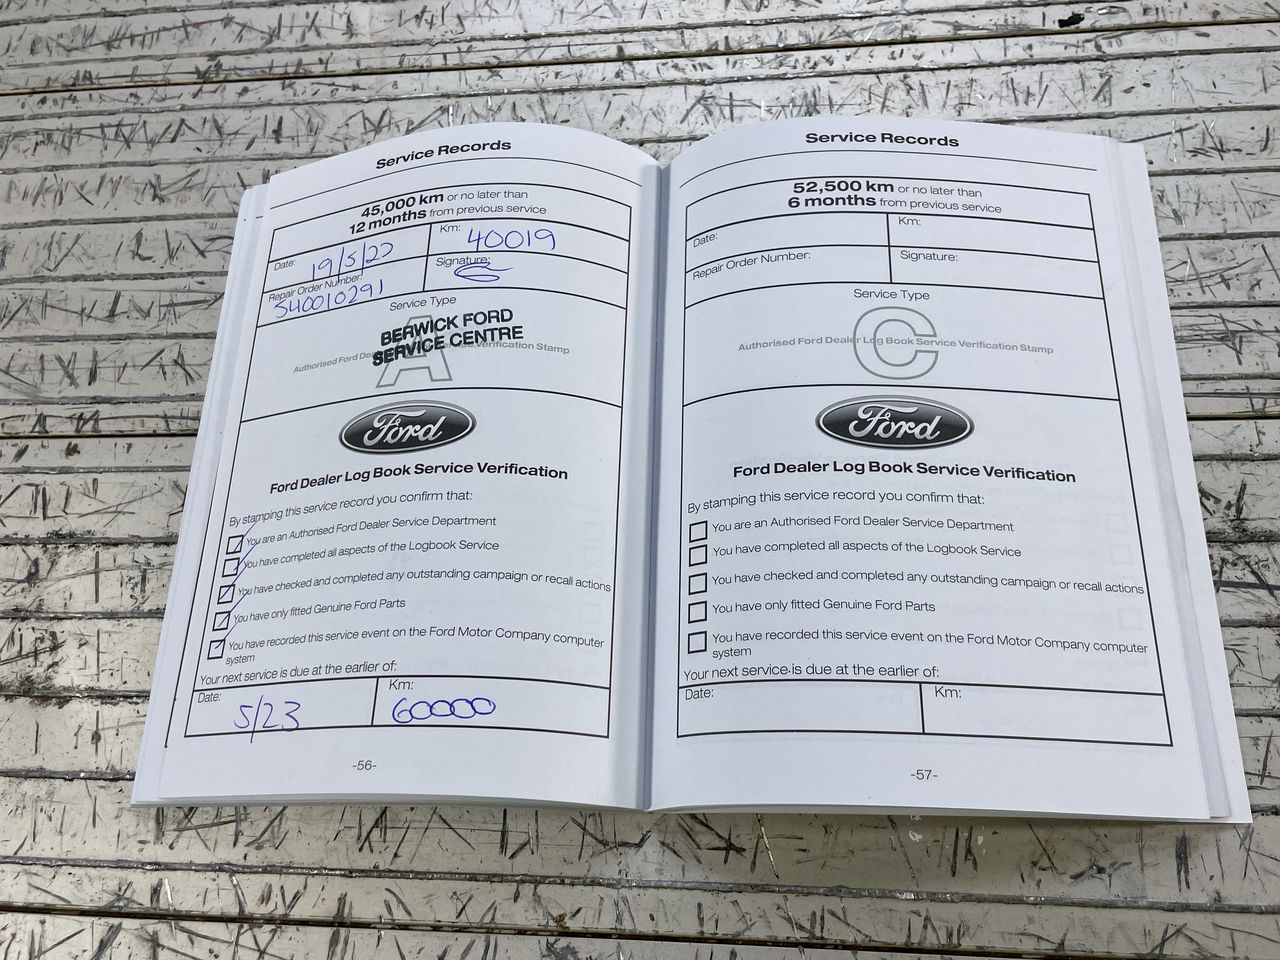 Service Records
45,000 km or no later than
12 months from previous service
Date: 19/5/22
Km: 40019
Repair Order Number:
S40010291
Signature:
Service Type
A
BERWICK FORD
SERVICE CENTRE
Authorised Ford Verification Stamp
Ford
Ford Dealer Log Book Service Verification
By stamping this service record you confirm that:
You are an Authorised Ford Dealer Service Department
You have completed all aspects of the Logbook Service
You have checked and completed any outstanding campaign or recall actions
You have only fitted Genuine Ford Parts
You have recorded this service event on the Ford Motor Company computer
system
Your next service is due at the earlier of:
Date: 5/23
Km: 60000
-56-
Service Records
52,500 km or no later than
6 months from previous service
Date:
Km:
Repair Order Number:
Signature:
Service Type
C
Authorised Ford Dealer Log Book Service Verification Stamp
Ford
Ford Dealer Log Book Service Verification
By stamping this service record you confirm that:
You are an Authorised Ford Dealer Service Department
You have completed all aspects of the Logbook Service
You have checked and completed any outstanding campaign or recall actions
You have only fitted Genuine Ford Parts
You have recorded this service event on the Ford Motor Company computer
system
Your next service is due at the earlier of:
Date:
Km:
-57-